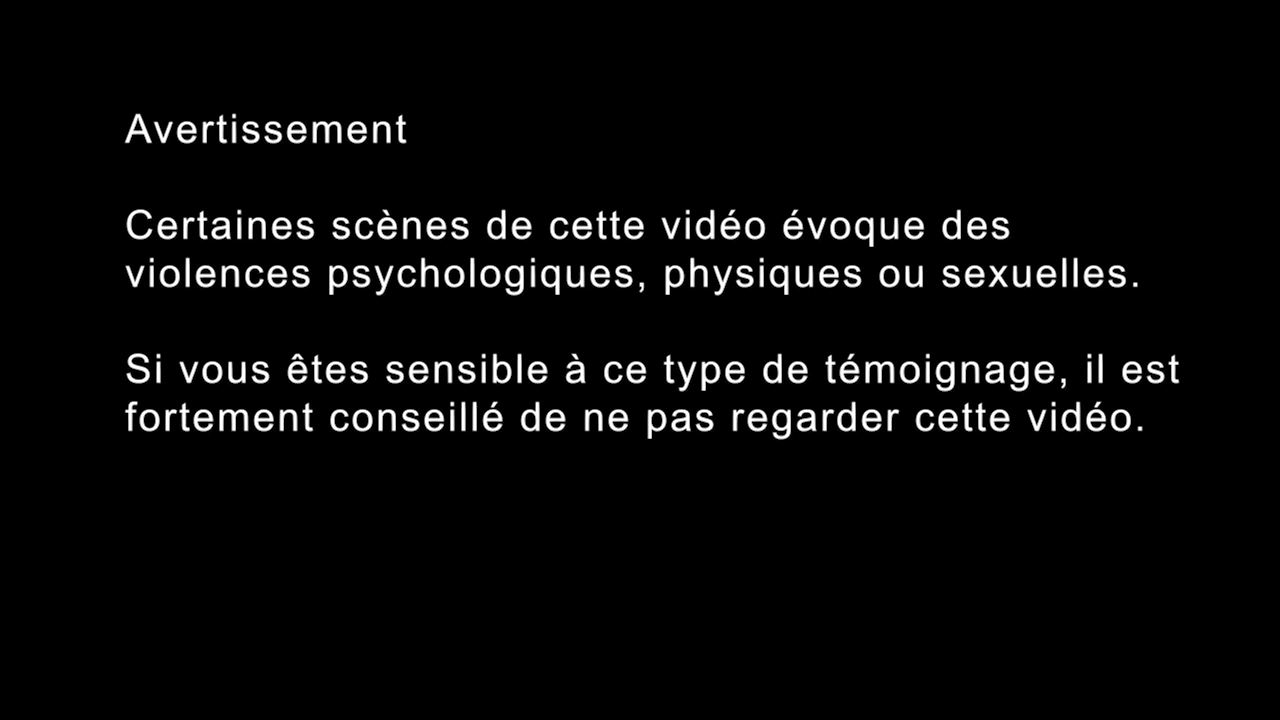 Avertissement
Certaines scènes de cette vidéo évoque des
violences psychologiques, physiques ou sexuelles.
Si vous êtes sensible à ce type de témoignage, il est
fortement conseillé de ne pas regarder cette vidéo.